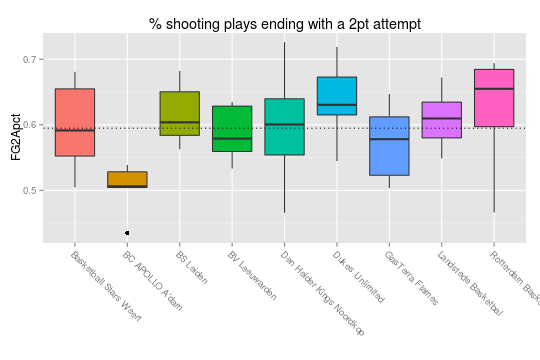 % shooting plays ending with a 2pt attempt
FG2Apct
0.7
0.6
0.5
Basketball Stars Weert
BC APOLLO A'dam
BS Leiden
BV Leeuwarden
Den Helder Kings Noordkop
Dukes Unlimited
GasTerra Flames
Landstede Basketbal
Rotterdam Bask